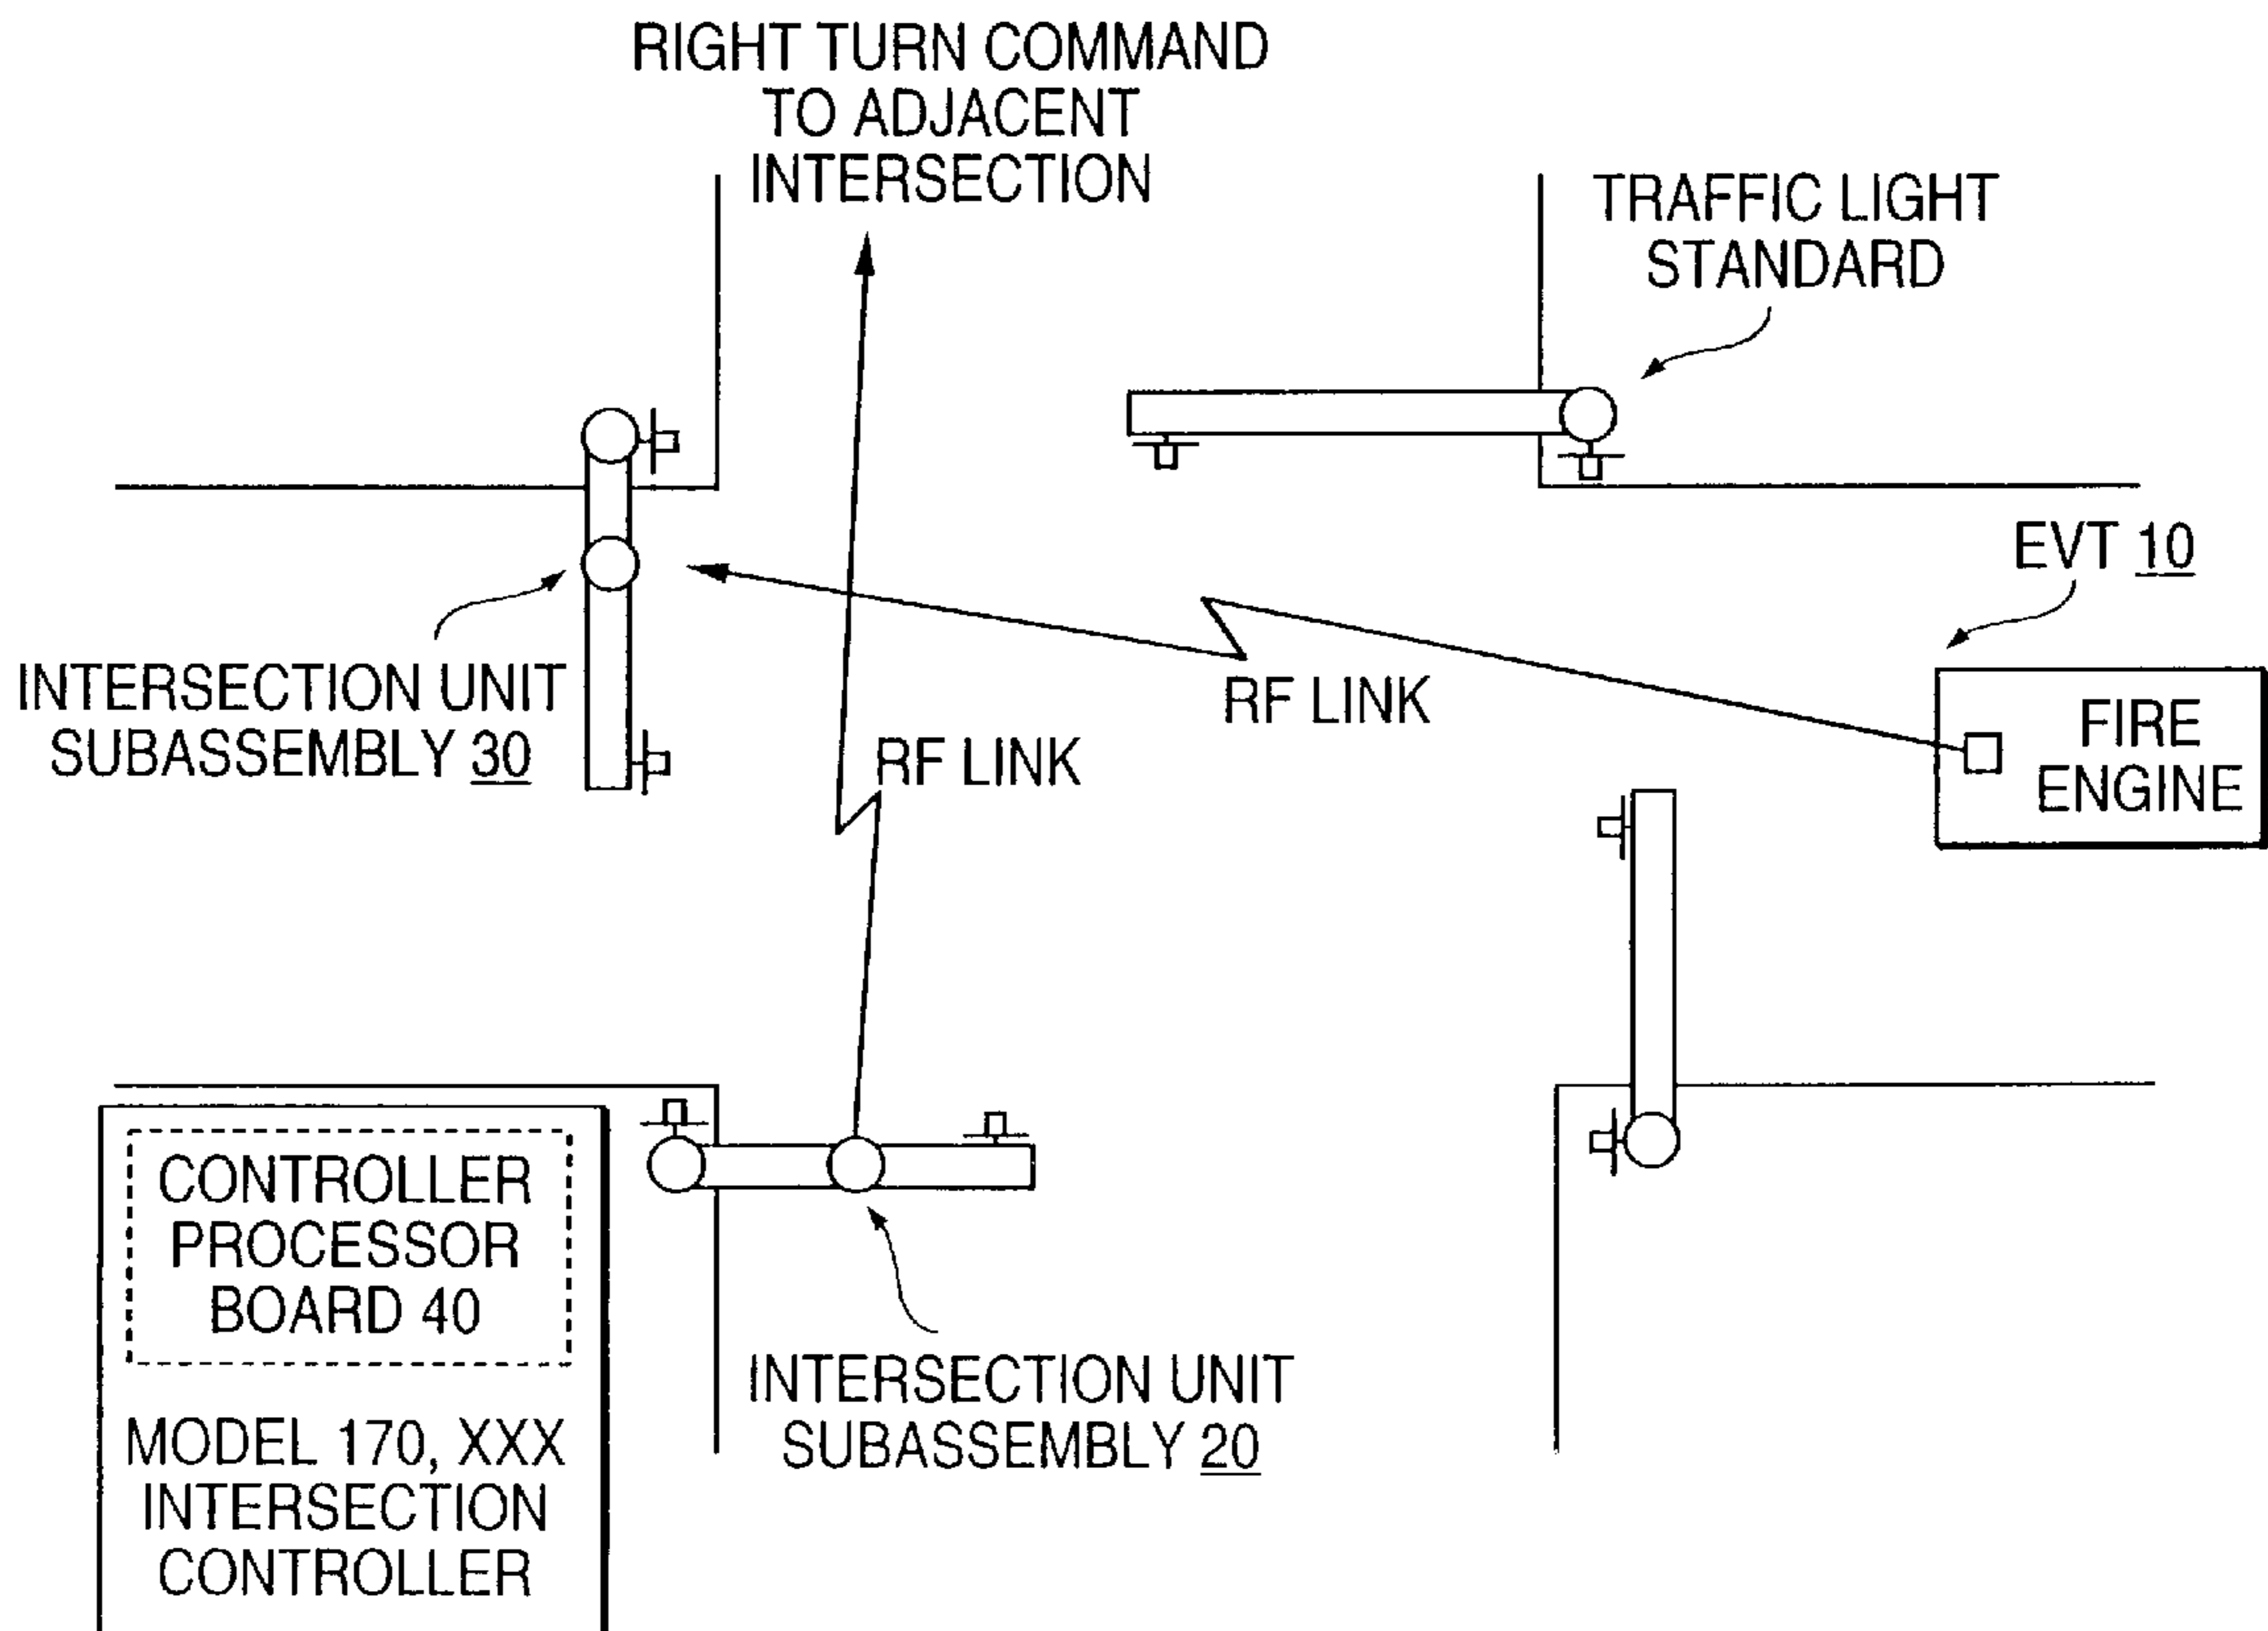 RIGHT TURN COMMAND
TO ADJACENT
INTERSECTION
TRAFFIC LIGHT
STANDARD
EVT 10
INTERSECTION UNIT
SUBASSEMBLY 30
RF LINK
RF LINK
FIRE
ENGINE
CONTROLLER
PROCESSOR
BOARD 40
MODEL 170, XXX
INTERSECTION
CONTROLLER
INTERSECTION UNIT
SUBASSEMBLY 20